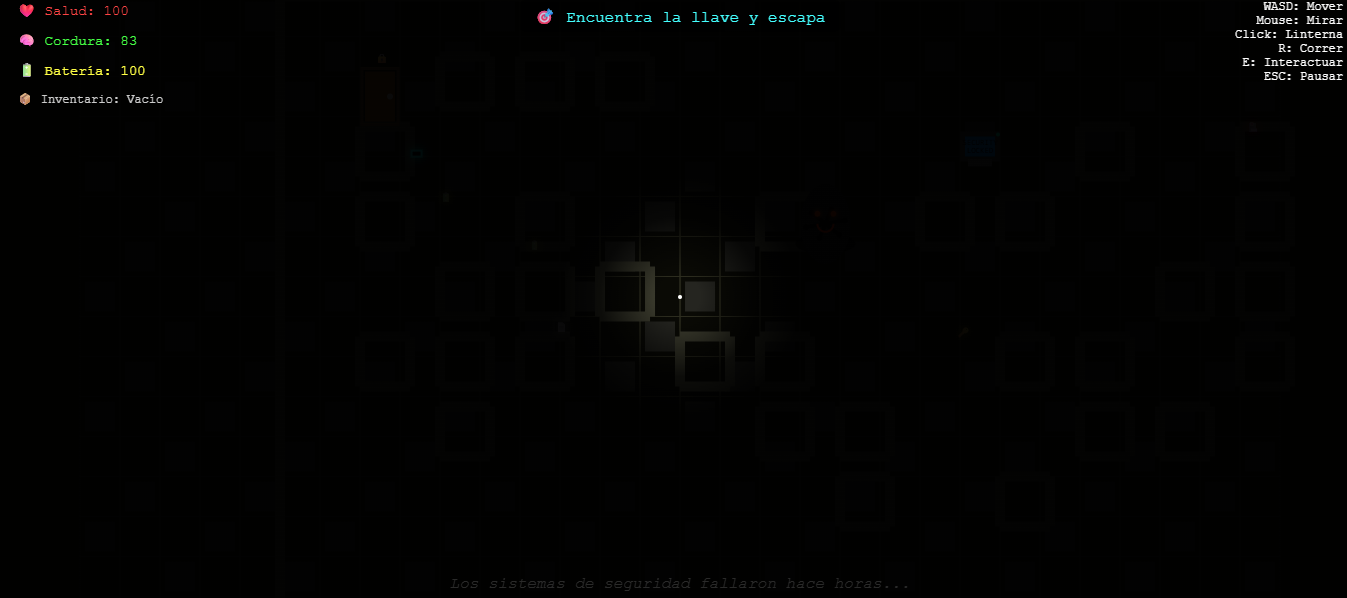 Salud: 100
Cordura: 83
Batería: 100
Inventario: Vacío
Encuentra la llave y escapa
WASD: Mover
Mouse: Mirar
Click: Linterna
R: Correr
E: Interactuar
ESC: Pausar
Los sistemas de seguridad fallaron hace horas...